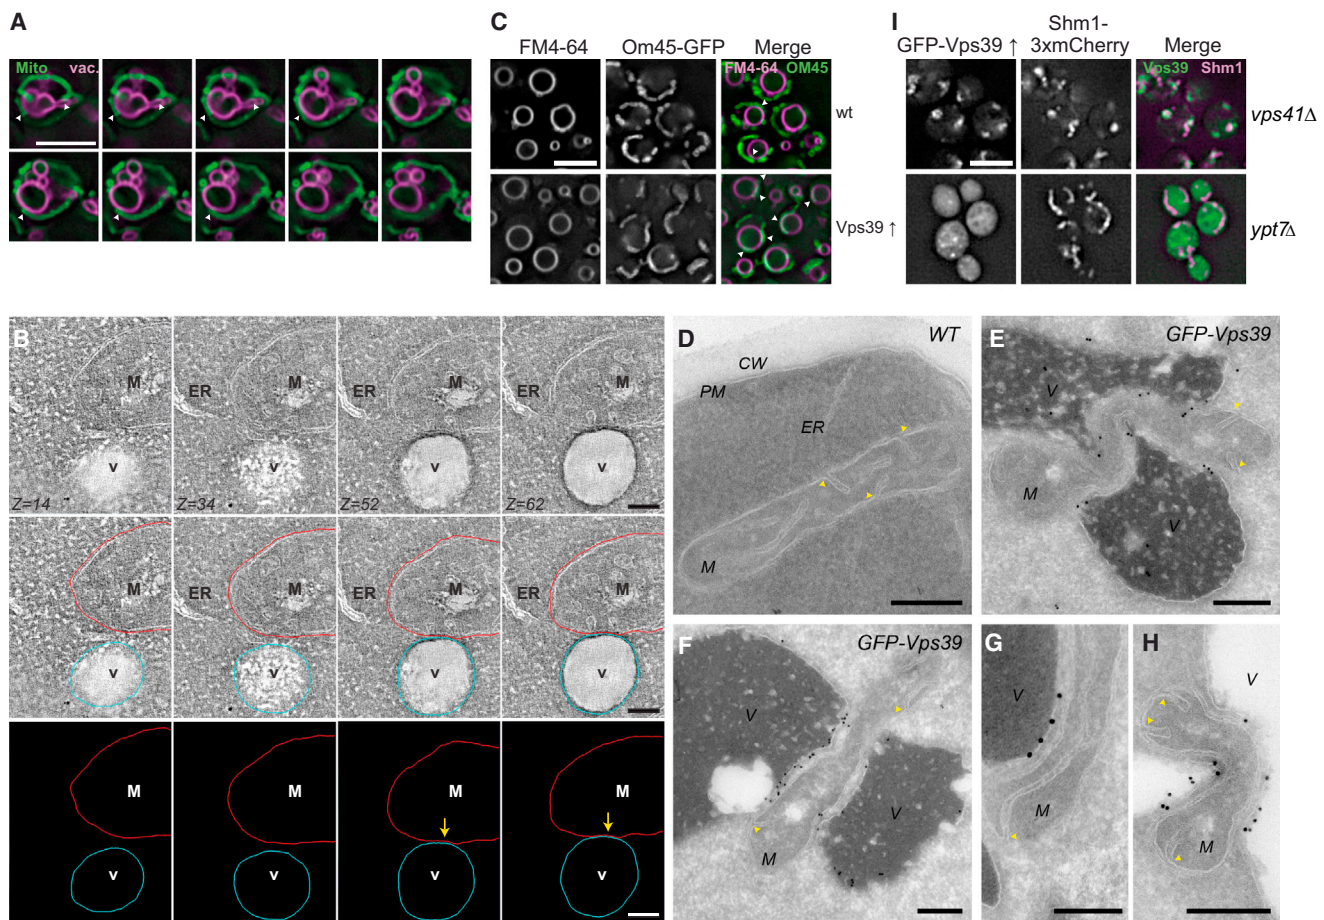 A
Mito vac.
C
FM4-64 Om45-GFP Merge
FM4-64 OM45
wt
Vps39 ↑
I
GFP-Vps39 ↑
Shm1-
3xmCherry
Merge
Vps39 Shm1
vps41Δ
ypt7Δ
B
M
v
Z=14
ER
M
v
Z=34
ER
M
v
Z=52
ER
M
v
Z=62
M
v
ER
M
v
ER
M
v
ER
M
v
M
v
M
v
M
v
M
v
D
WT
CW
PM
ER
M
E
GFP-Vps39
V
M
V
F
GFP-Vps39
V
V
M
G
V
M
H
V
M